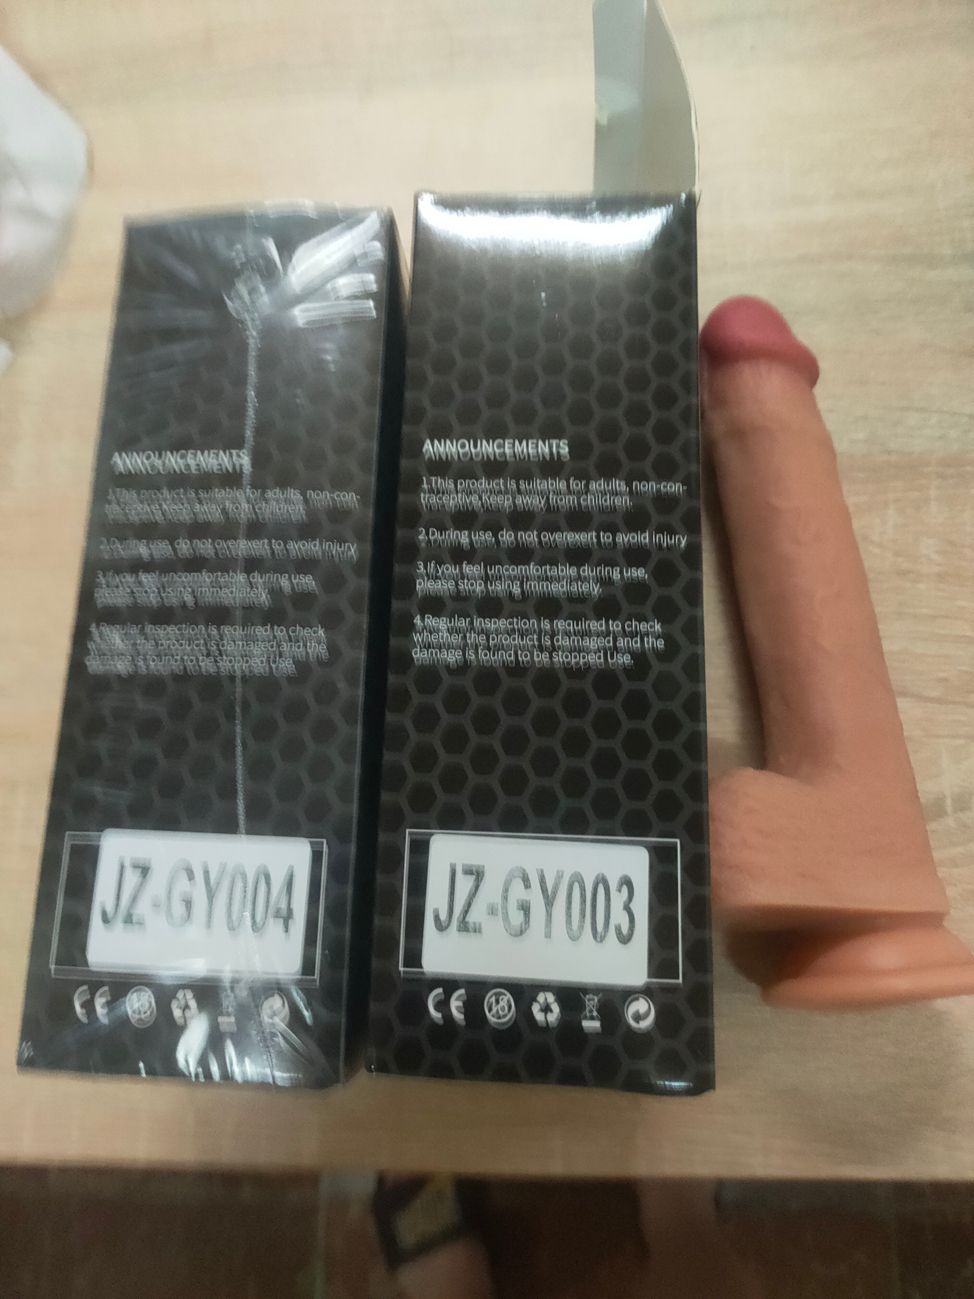 ANNOUNCEMENTS
1.This product is suitable for adults, non-con-
traceptive,Keep away from children.
2.During use, do not overexert to avoid injury
3.If you feel uncomfortable during use,
please stop using immediately,
4.Regular inspection is required to check
whether the product is damaged and the
damage is found to be stopped Use.
JZ-GY004
CE
18
ANNOUNCEMENTS
1.This product is suitable for adults, non-con-
traceptive,Keep away from children.
2.During use, do not overexert to avoid injury
3.If you feel uncomfortable during use,
please stop using immediately,
4.Regular inspection is required to check
whether the product is damaged and the
damage is found to be stopped Use.
JZ-GY003
CE
18